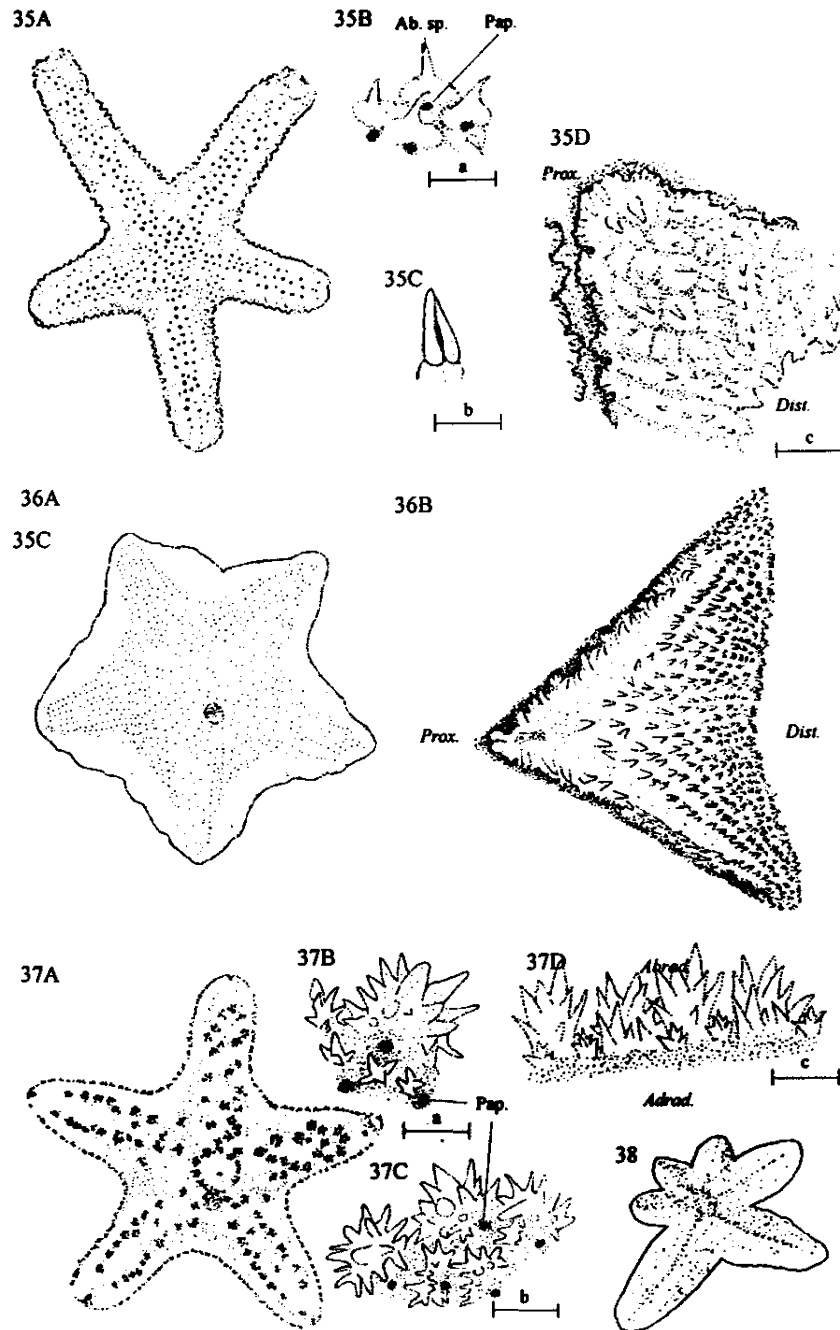 35A
35B Ab. sp. Pap.
a
35D
Prox.
35C
b
Dist.
c
36A
35C
36B
Prox.
Dist.
37A
37B
37D
Abrad.
Pap.
a
c
Adrad.
37C
38
b